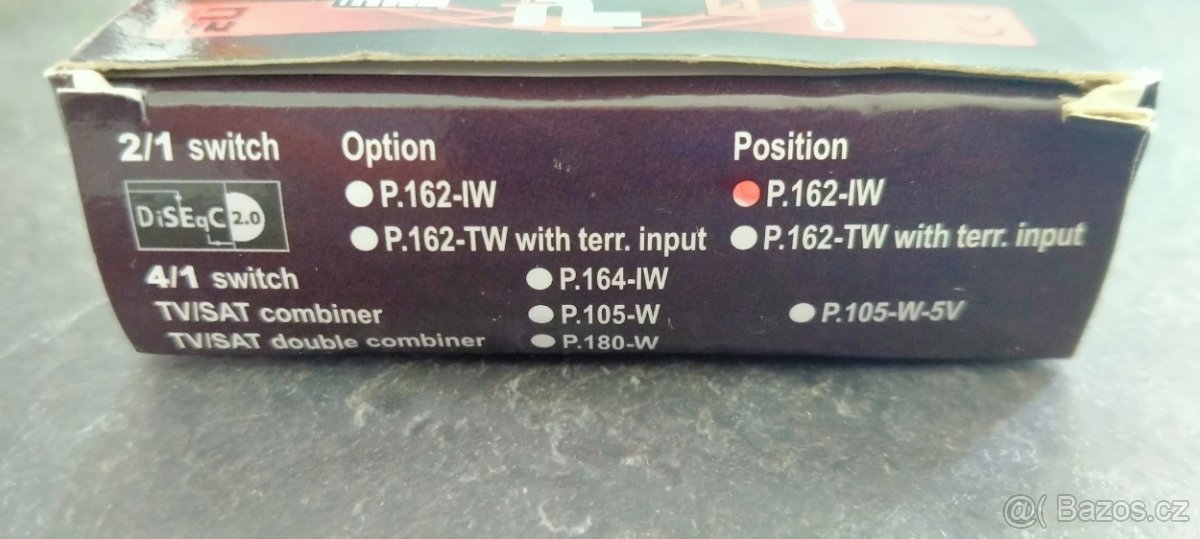 2/1 switch Option Position
P.162-IW P.162-IW
DiSEqC 2.0
P.162-TW with terr. input P.162-TW with terr. input
4/1 switch P.164-IW
TV/SAT combiner P.105-W P.105-W-5V
TV/SAT double combiner P.180-W
@( Bazos.cz